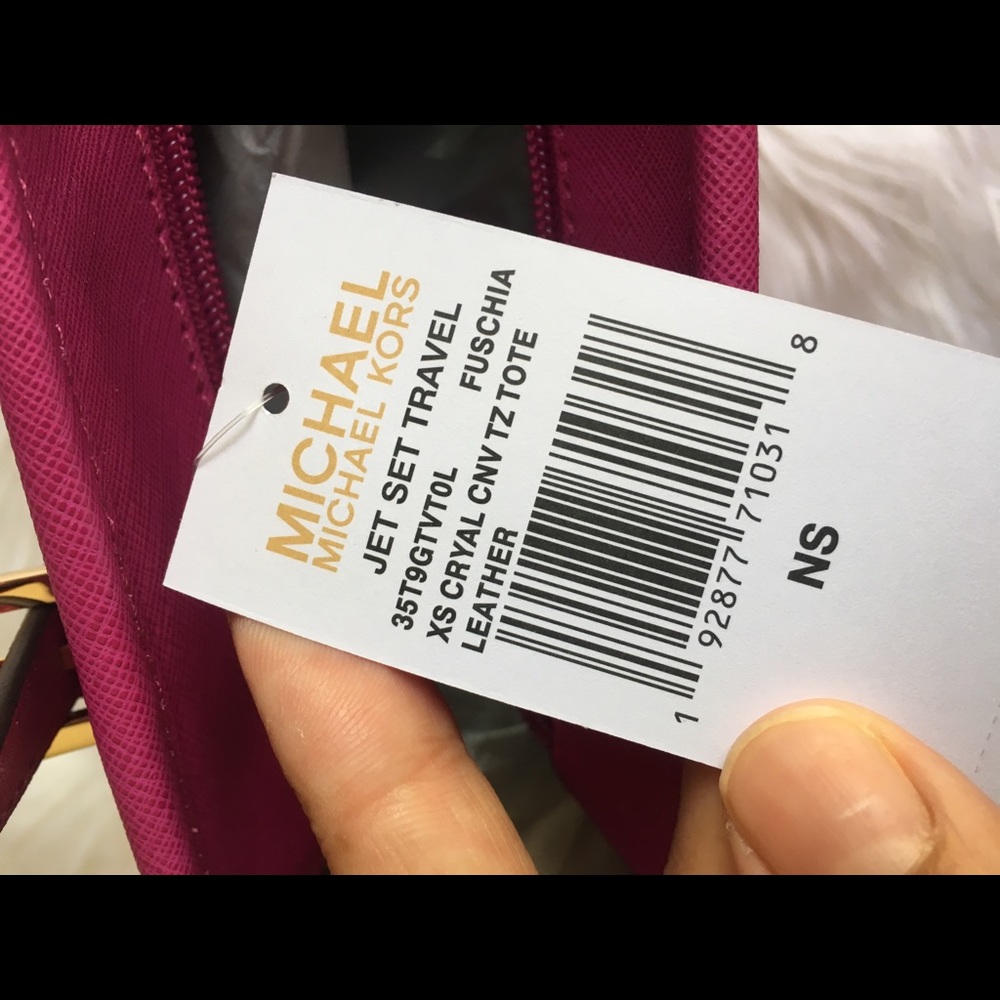 MICHAEL
MICHAEL KORS
JET SET TRAVEL
35T9GTVT0L FUSCHIA
XS CRYAL CNV TZ TOTE
LEATHER
1 92877 71031 8
NS